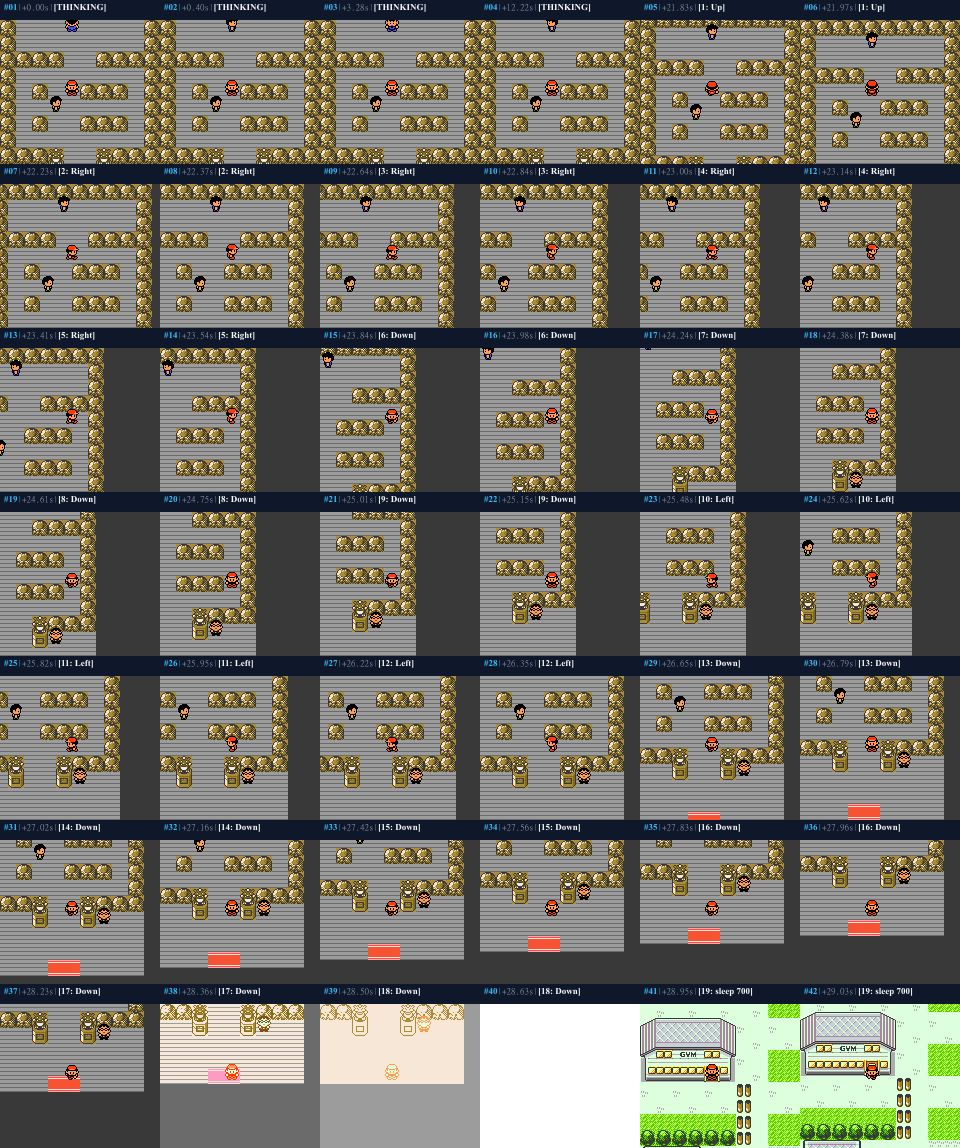 #01|+0.00s|[THINKING]
#02|+0.40s|[THINKING]
#03|+3.28s|[THINKING]
#04|+12.22s|[THINKING]
#05|+21.83s|[1: Up]
#06|+21.97s|[1: Up]
#07|+22.23s|[2: Right]
#08|+22.37s|[2: Right]
#09|+22.64s|[3: Right]
#10|+22.84s|[3: Right]
#11|+23.00s|[4: Right]
#12|+23.14s|[4: Right]
#13|+23.41s|[5: Right]
#14|+23.54s|[5: Right]
#15|+23.84s|[6: Down]
#16|+23.98s|[6: Down]
#17|+24.24s|[7: Down]
#18|+24.38s|[7: Down]
#19|+24.61s|[8: Down]
#20|+24.75s|[8: Down]
#21|+25.01s|[9: Down]
#22|+25.15s|[9: Down]
#23|+25.48s|[10: Left]
#24|+25.62s|[10: Left]
#25|+25.82s|[11: Left]
#26|+25.95s|[11: Left]
#27|+26.22s|[12: Left]
#28|+26.35s|[12: Left]
#29|+26.65s|[13: Down]
#30|+26.79s|[13: Down]
#31|+27.02s|[14: Down]
#32|+27.16s|[14: Down]
#33|+27.42s|[15: Down]
#34|+27.56s|[15: Down]
#35|+27.83s|[16: Down]
#36|+27.96s|[16: Down]
#37|+28.23s|[17: Down]
#38|+28.36s|[17: Down]
#39|+28.50s|[18: Down]
#40|+28.63s|[18: Down]
#41|+28.95s|[19: sleep 700]
#42|+29.03s|[19: sleep 700]
GYM
GYM